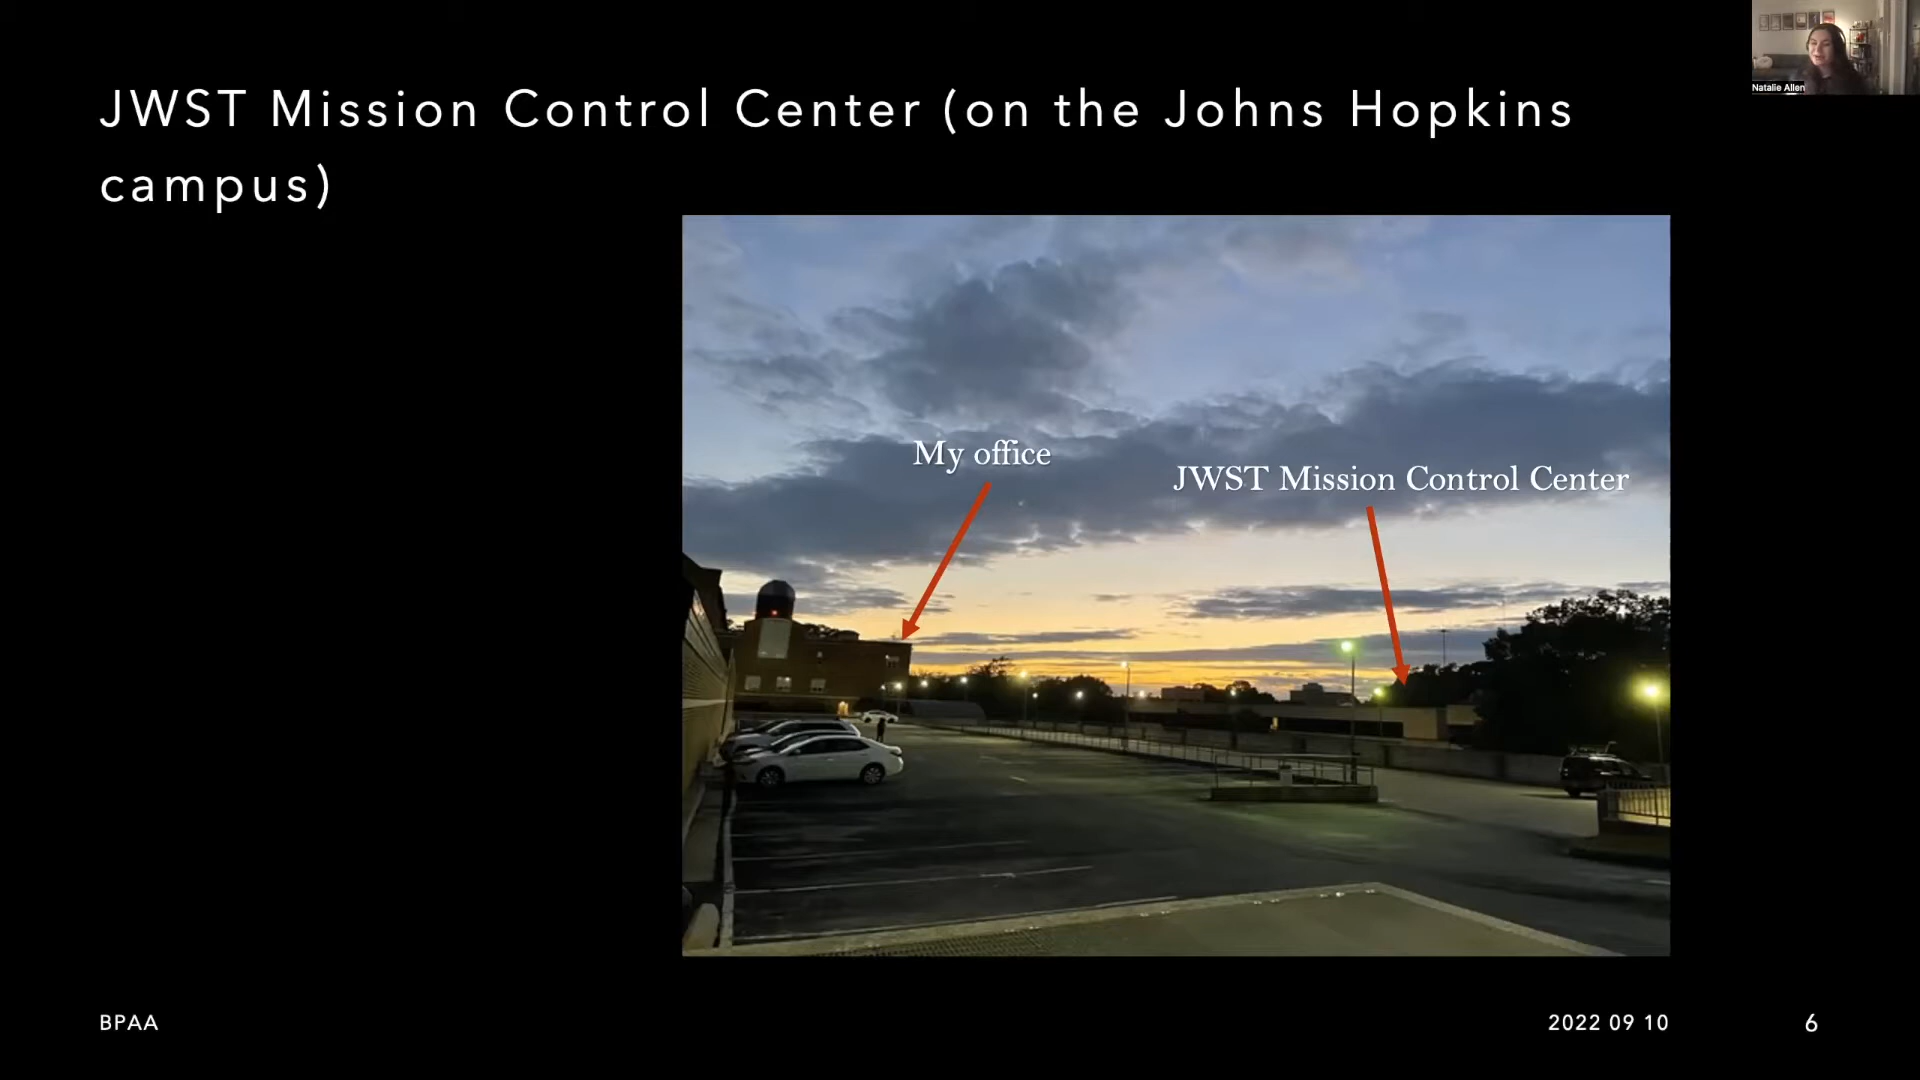 JWST Mission Control Center (on the Johns Hopkins
campus)
Natalie Allen
My office
JWST Mission Control Center
BPAA
2022 09 10
6